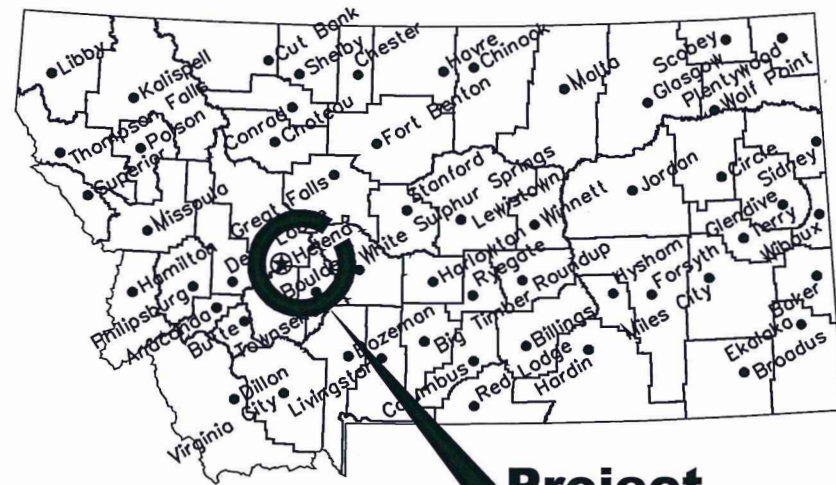 Libby
Cut Bank
Shelby
Chester
Havre
Chinook
Scobey
Plentywood
Kalispell
Malta
Glasgow
Wolf Point
Thompson Falls
Polson
Conrad
Choteau
Fort Benton
Superior
Missoula
Great Falls
Stanford
White Sulphur Springs
Lewistown
Winnett
Jordan
Circle
Sidney
Glendive
Terry
Wibaux
Helena
Boulder
Harlowton
Ryegate
Roundup
Hysham
Forsyth
Miles City
Baker
Ekalaka
Broadus
Hamilton
Philipsburg
Anaconda
Butte
Bozeman
Big Timber
Billings
Livingston
Columbus
Red Lodge
Hardin
Dillon
Virginia City
Project